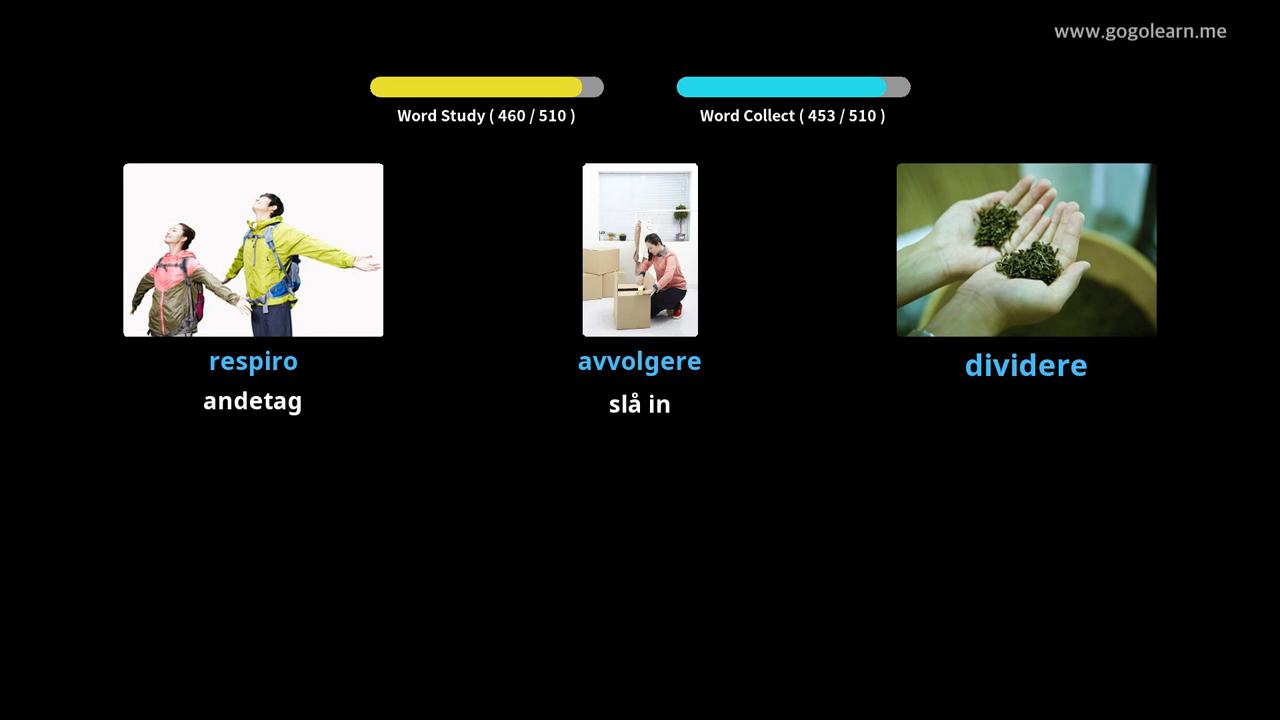 www.gogolearn.me
Word Study ( 460 / 510 )
Word Collect ( 453 / 510 )
respiro
avvolgere
dividere
andetag
slå in